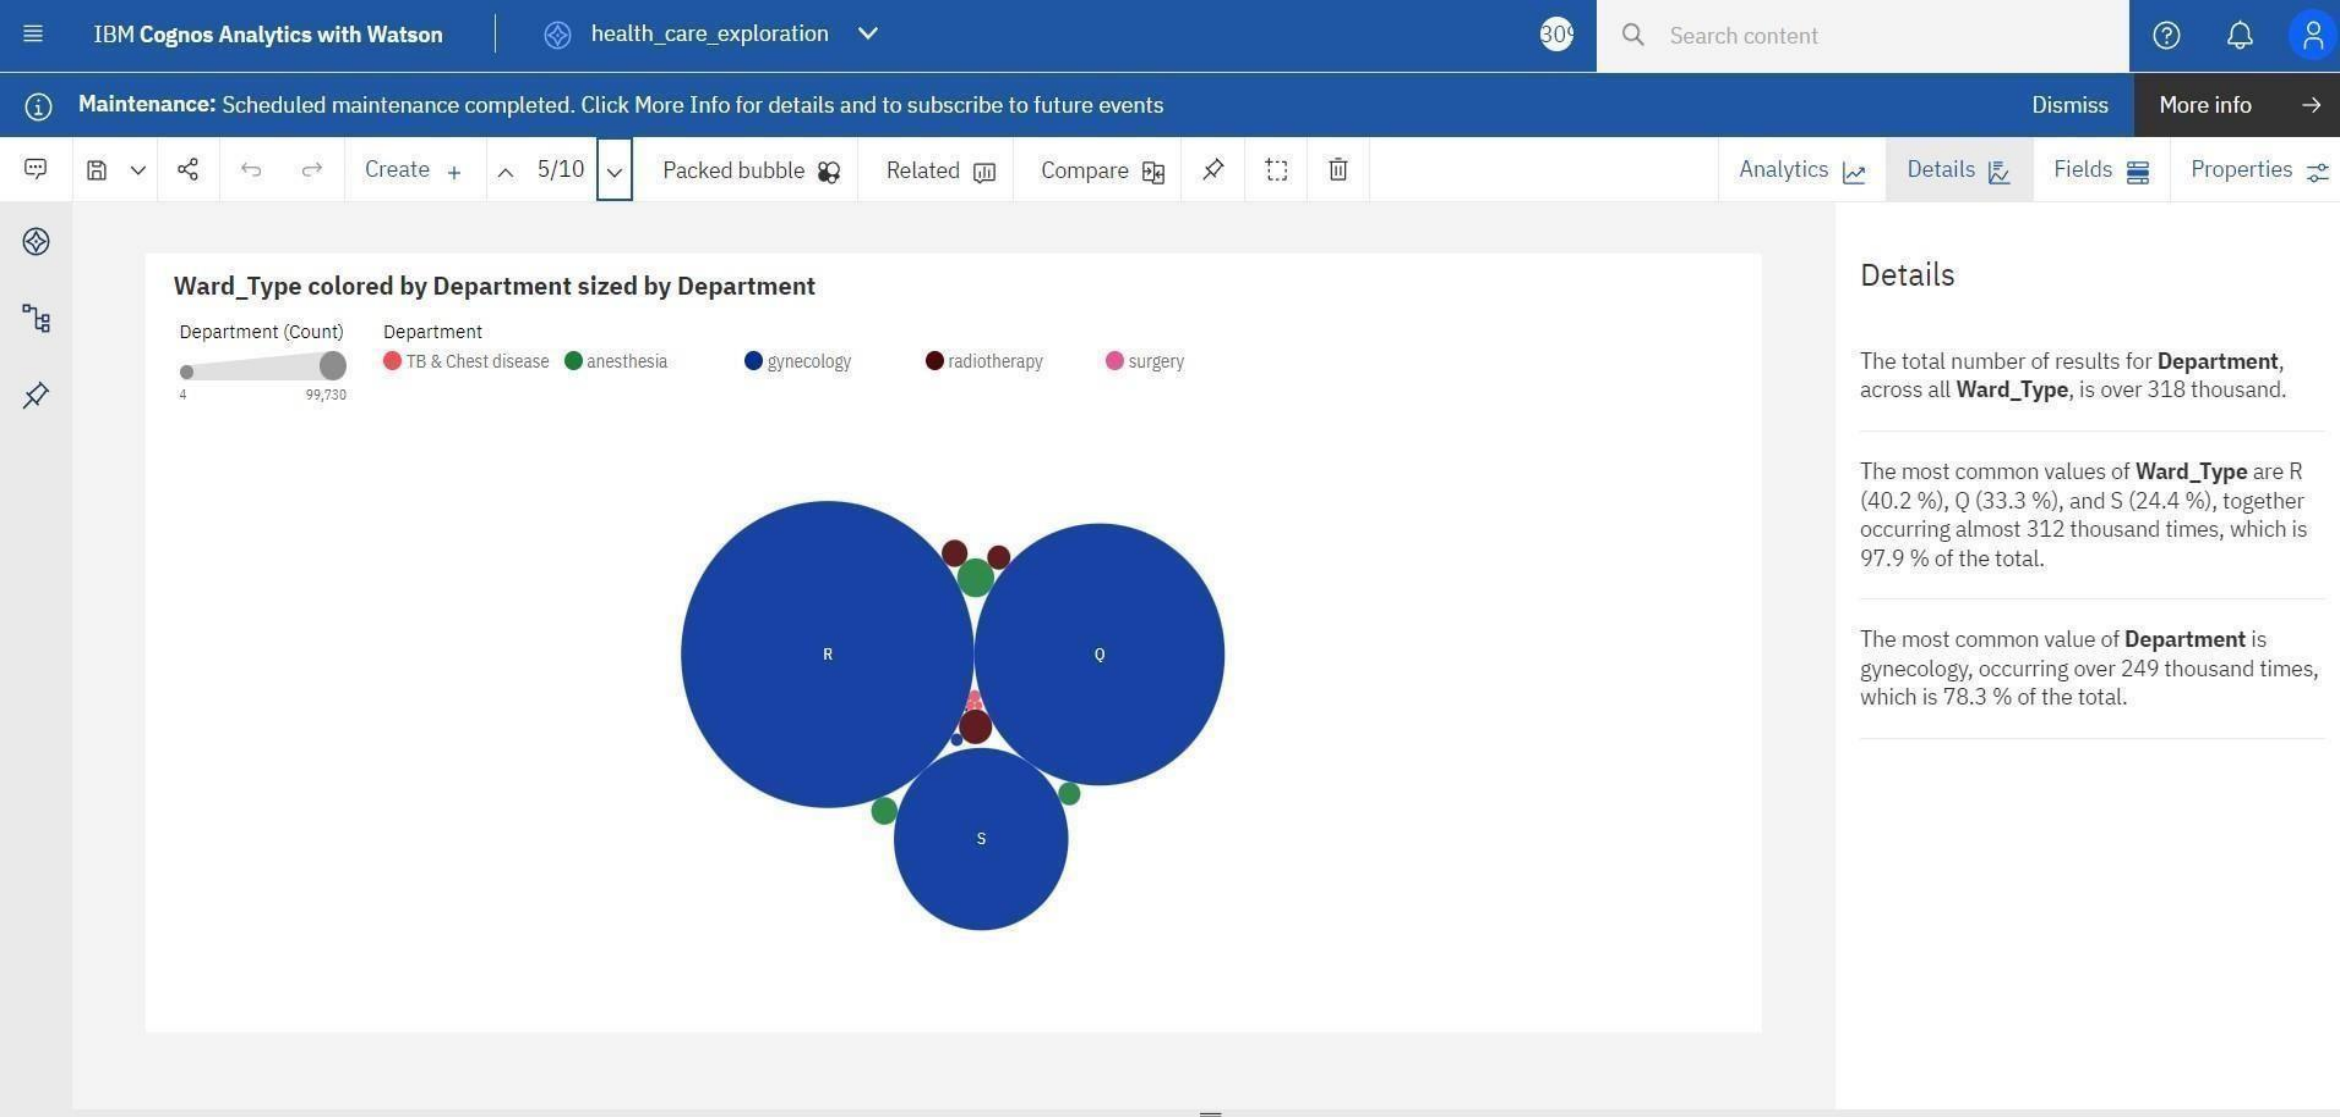 IBM Cognos Analytics with Watson
health_care_exploration
Search content
Maintenance: Scheduled maintenance completed. Click More Info for details and to subscribe to future events
Dismiss
More info
Create
5/10
Packed bubble
Related
Compare
Analytics
Details
Fields
Properties
Ward_Type colored by Department sized by Department
Department (Count)
4
99,730
Department
TB & Chest disease
anesthesia
gynecology
radiotherapy
surgery
R
Q
S
Details
The total number of results for Department,
across all Ward_Type, is over 318 thousand.
The most common values of Ward_Type are R
(40.2 %), Q (33.3 %), and S (24.4 %), together
occurring almost 312 thousand times, which is
97.9 % of the total.
The most common value of Department is
gynecology, occurring over 249 thousand times,
which is 78.3 % of the total.